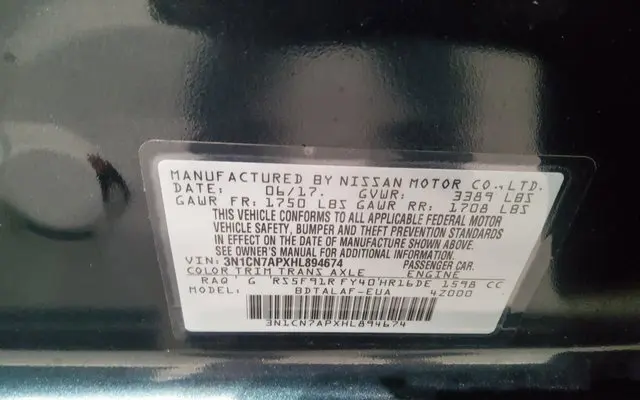 MANUFACTURED BY NISSAN MOTOR CO., LTD.
DATE: 06/17. GVWR: 3389 LBS
GAWR FR: 1750 LBS GAWR RR: 1708 LBS
THIS VEHICLE CONFORMS TO ALL APPLICABLE FEDERAL MOTOR
VEHICLE SAFETY, BUMPER AND THEFT PREVENTION STANDARDS
IN EFFECT ON THE DATE OF MANUFACTURE SHOWN ABOVE.
SEE OWNER'S MANUAL FOR ADDITIONAL INFORMATION.
VIN: 3N1CN7APXHL894674 PASSENGER CAR.
COLOR TRIM TRANS AXLE ENGINE
RAQ G RS5F91R FY40 HR16DE 1598 CC
MODEL: BDTALAF-EUA 4Z000
3N1CN7APXHL894674